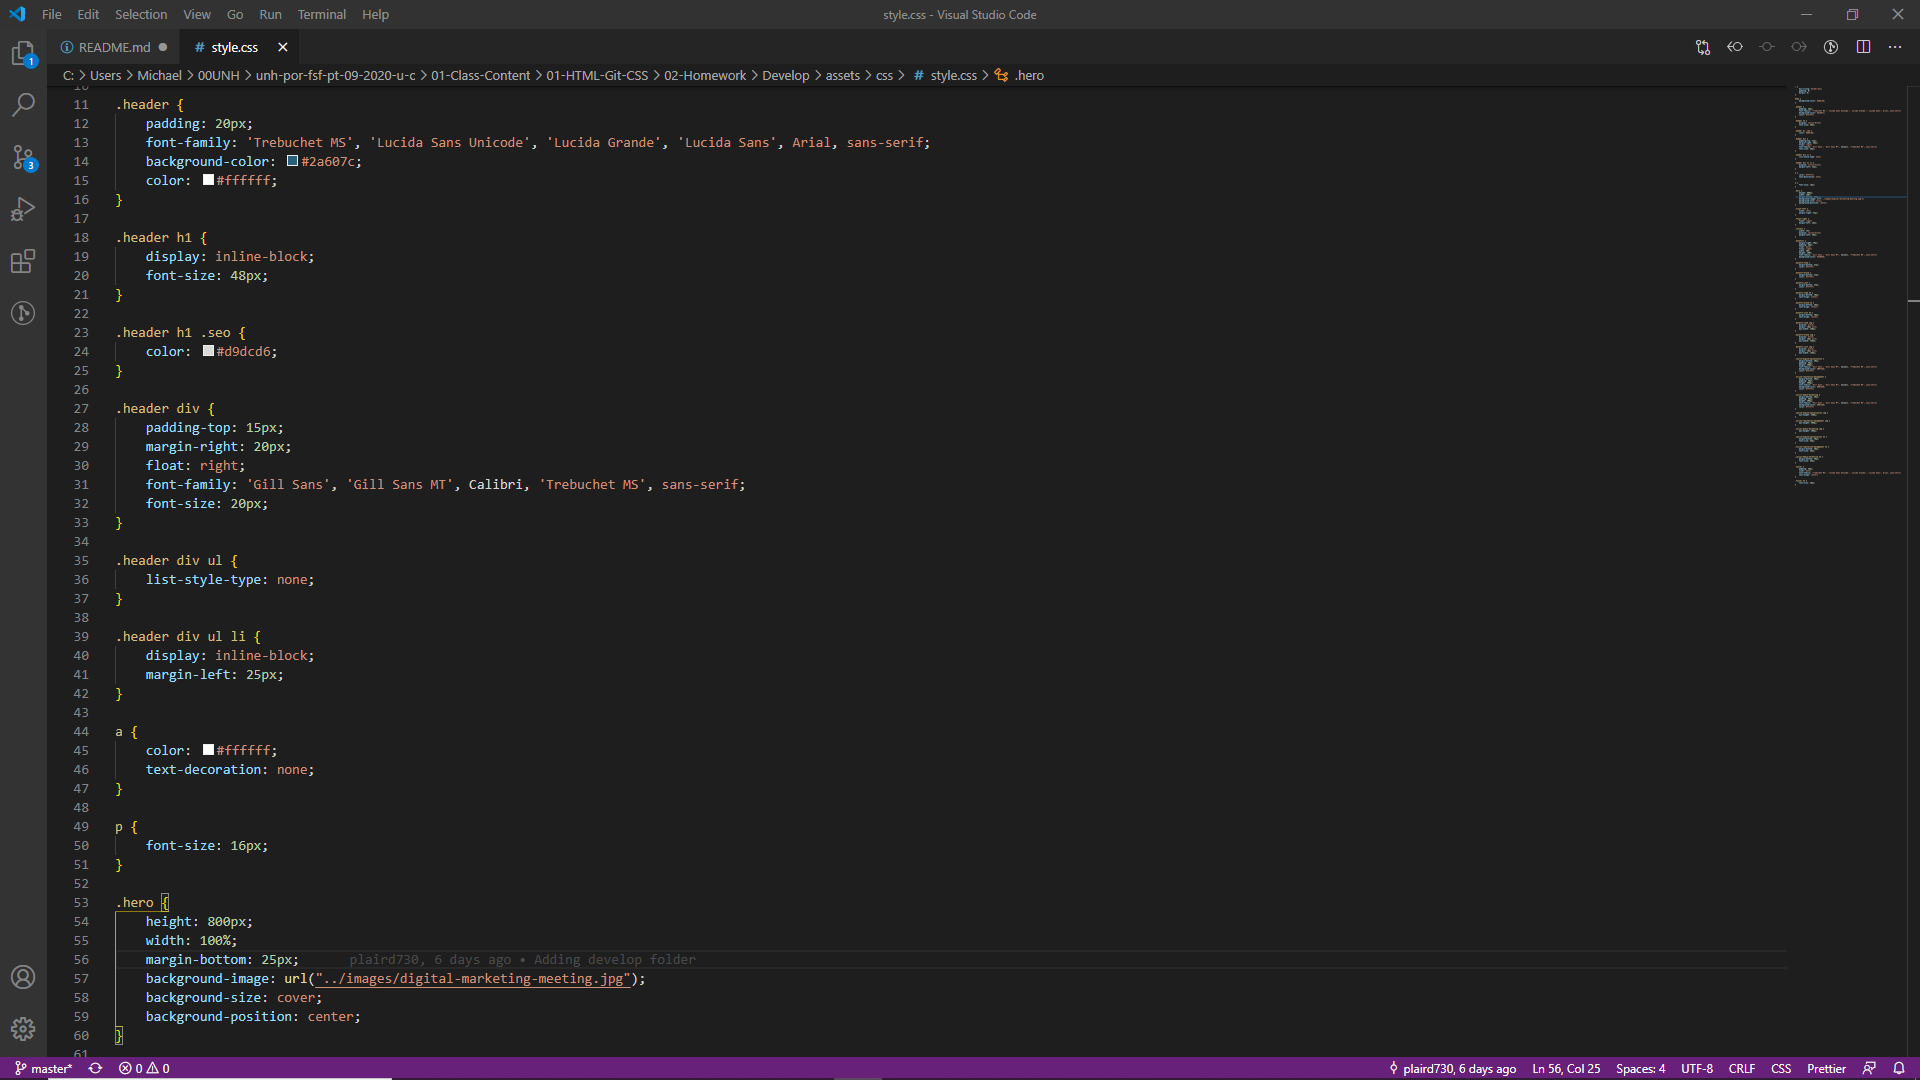 File Edit Selection View Go Run Terminal Help
style.css - Visual Studio Code
README.md
# style.css
C: > Users > Michael > 00UNH > unh-por-fsf-pt-09-2020-u-c > 01-Class-Content > 01-HTML-Git-CSS > 02-Homework > Develop > assets > css > # style.css > .hero
1
3
10
11 .header {
12 padding: 20px;
13 font-family: 'Trebuchet MS', 'Lucida Sans Unicode', 'Lucida Grande', 'Lucida Sans', Arial, sans-serif;
14 background-color: #2a607c;
15 color: #ffffff;
16 }
17
18 .header h1 {
19 display: inline-block;
20 font-size: 48px;
21 }
22
23 .header h1 .seo {
24 color: #d9dcd6;
25 }
26
27 .header div {
28 padding-top: 15px;
29 margin-right: 20px;
30 float: right;
31 font-family: 'Gill Sans', 'Gill Sans MT', Calibri, 'Trebuchet MS', sans-serif;
32 font-size: 20px;
33 }
34
35 .header div ul {
36 list-style-type: none;
37 }
38
39 .header div ul li {
40 display: inline-block;
41 margin-left: 25px;
42 }
43
44 a {
45 color: #ffffff;
46 text-decoration: none;
47 }
48
49 p {
50 font-size: 16px;
51 }
52
53 .hero {
54 height: 800px;
55 width: 100%;
56 margin-bottom: 25px; plaird730, 6 days ago • Adding develop folder
57 background-image: url("../images/digital-marketing-meeting.jpg");
58 background-size: cover;
59 background-position: center;
60 }
61
master* 0 0
plaird730, 6 days ago Ln 56, Col 25 Spaces: 4 UTF-8 CRLF CSS Prettier